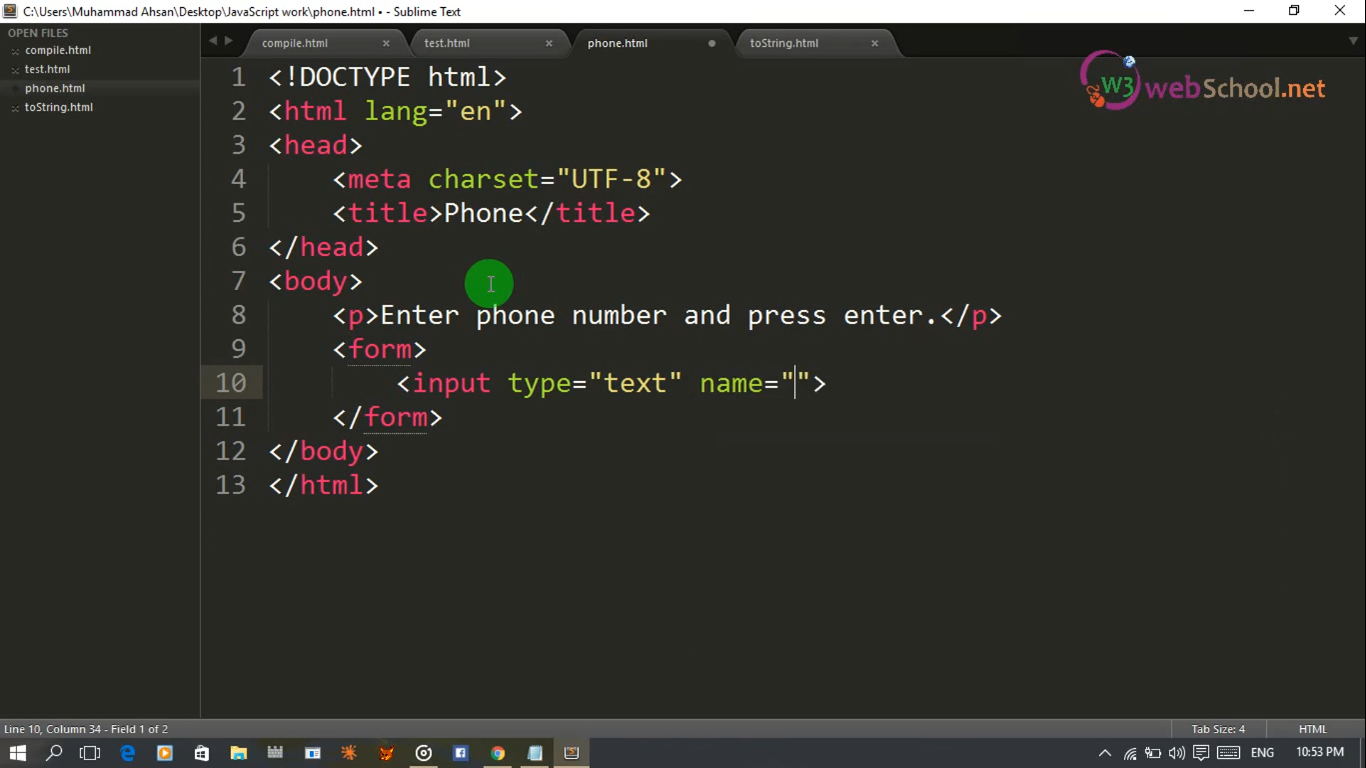 C:\Users\Muhammad Ahsan\Desktop\JavaScript work\phone.html • - Sublime Text
OPEN FILES
compile.html
test.html
phone.html
toString.html
compile.html × test.html × phone.html toString.html ×
W3 webSchool.net
1 <!DOCTYPE html>
2 <html lang="en">
3 <head>
4 <meta charset="UTF-8">
5 <title>Phone</title>
6 </head>
7 <body>
8 <p>Enter phone number and press enter.</p>
9 <form>
10 <input type="text" name="">
11 </form>
12 </body>
13 </html>
Line 10, Column 34 - Field 1 of 2 Tab Size: 4 HTML
ENG 10:53 PM